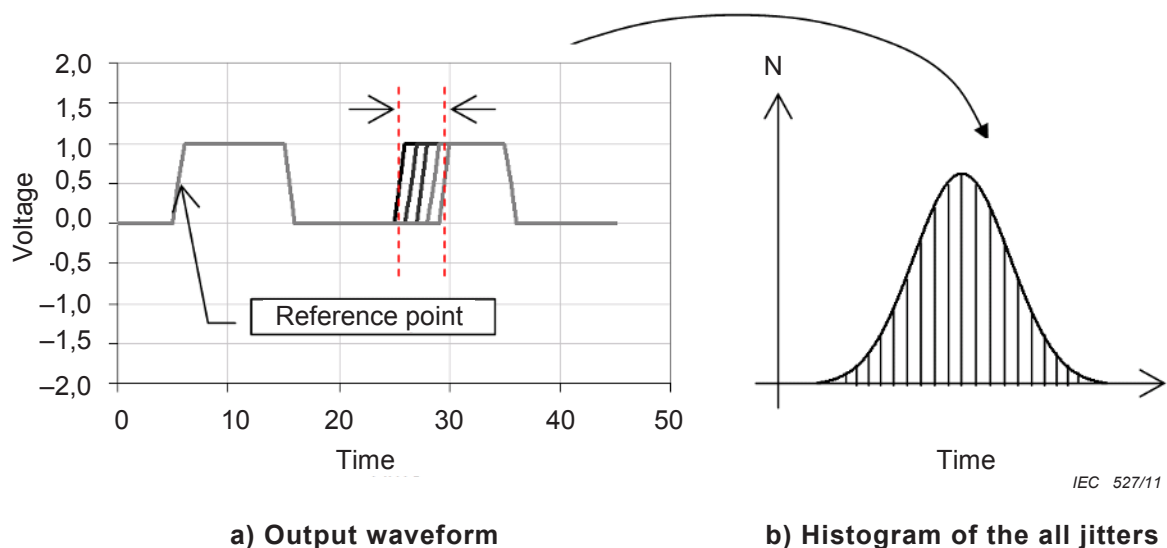 2,0
1,5
1,0
0,5
0,0
-0,5
–1,0
–1,5
–2,0
Voltage
Reference point
0 10 20 30 40 50
Time
N
Time
IEC 527/11
a) Output waveform
b) Histogram of the all jitters